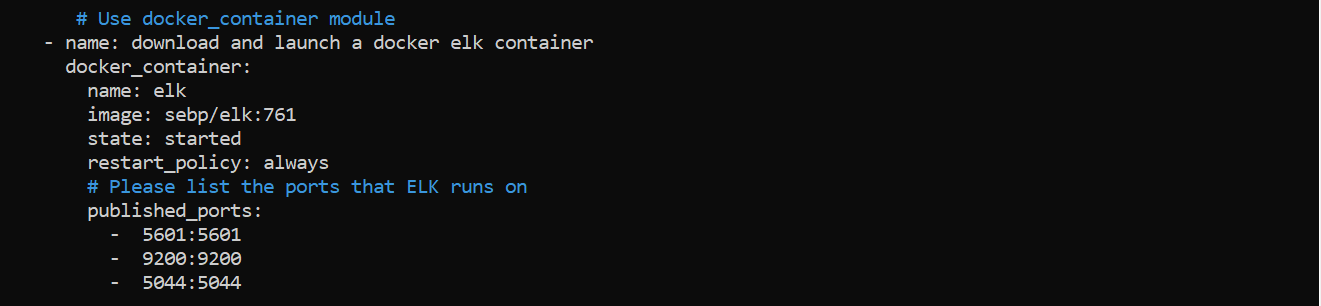 # Use docker_container module
- name: download and launch a docker elk container
docker_container:
name: elk
image: sebp/elk:761
state: started
restart_policy: always
# Please list the ports that ELK runs on
published_ports:
- 5601:5601
- 9200:9200
- 5044:5044